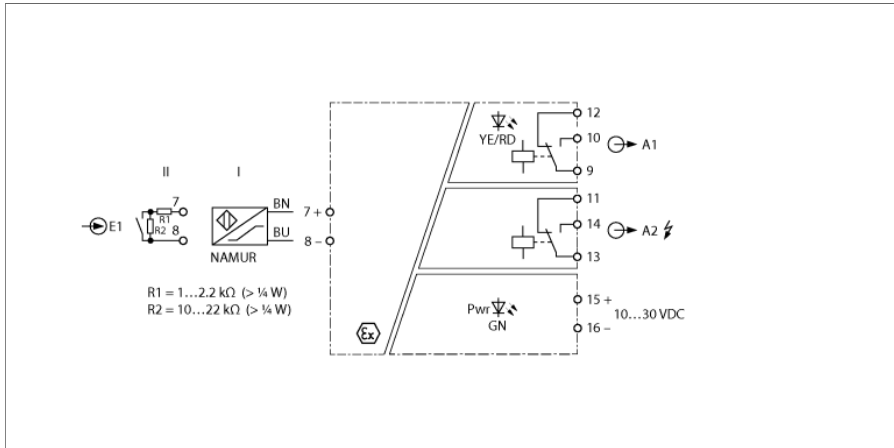 12
YE/RD
10
A1
9
II
I
11
BN
7
7 +
14
E1
R1
R2
A2
8
BU
8 –
13
NAMUR
R1 = 1...2.2 kΩ (> ¼ W)
R2 = 10...22 kΩ (> ¼ W)
Pwr
GN
15 +
10...30 VDC
16 –
Ex